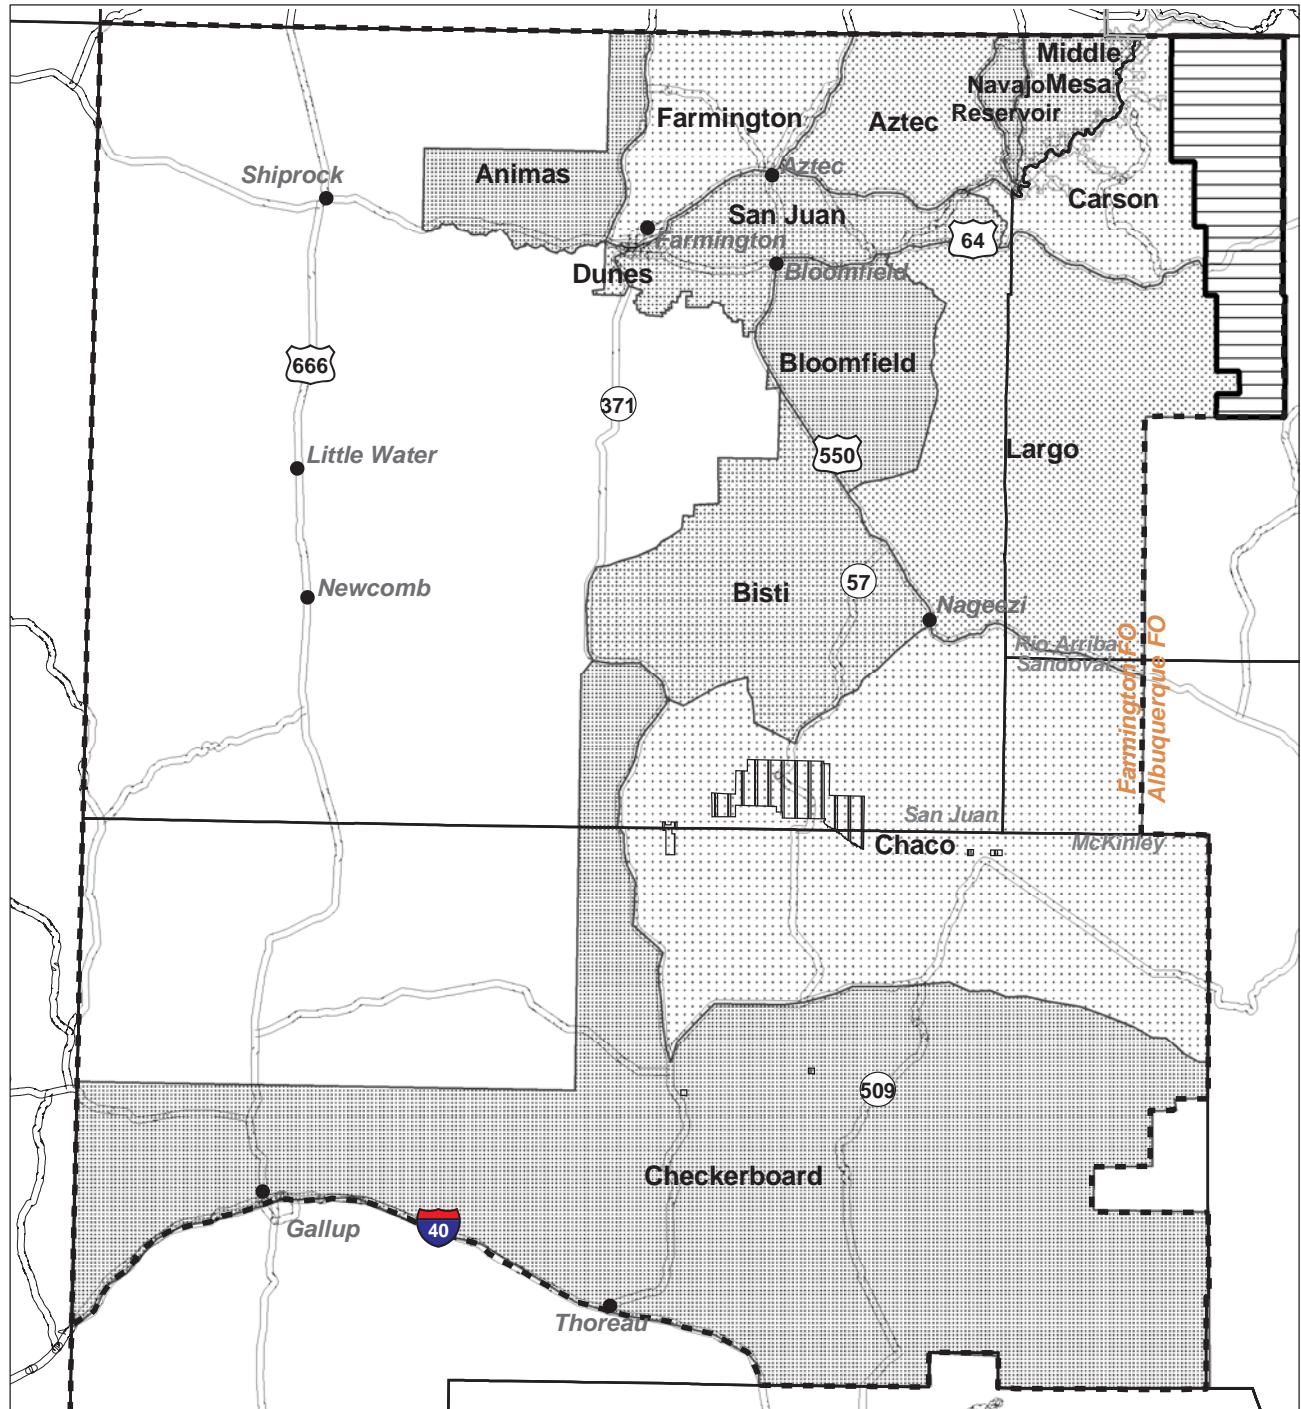 Middle
Navajo Mesa
Reservoir
Farmington
Aztec
Animas
Shiprock
Aztec
Carson
San Juan
Farmington
64
Dunes
Bloomfield
666
Bloomfield
371
Little Water
550
Largo
Newcomb
Bisti
57
Nageezi
Rio Arriba
Sandoval
Farmington FO
Albuquerque FO
San Juan
Chaco
McKinley
509
Checkerboard
Gallup
40
Thoreau